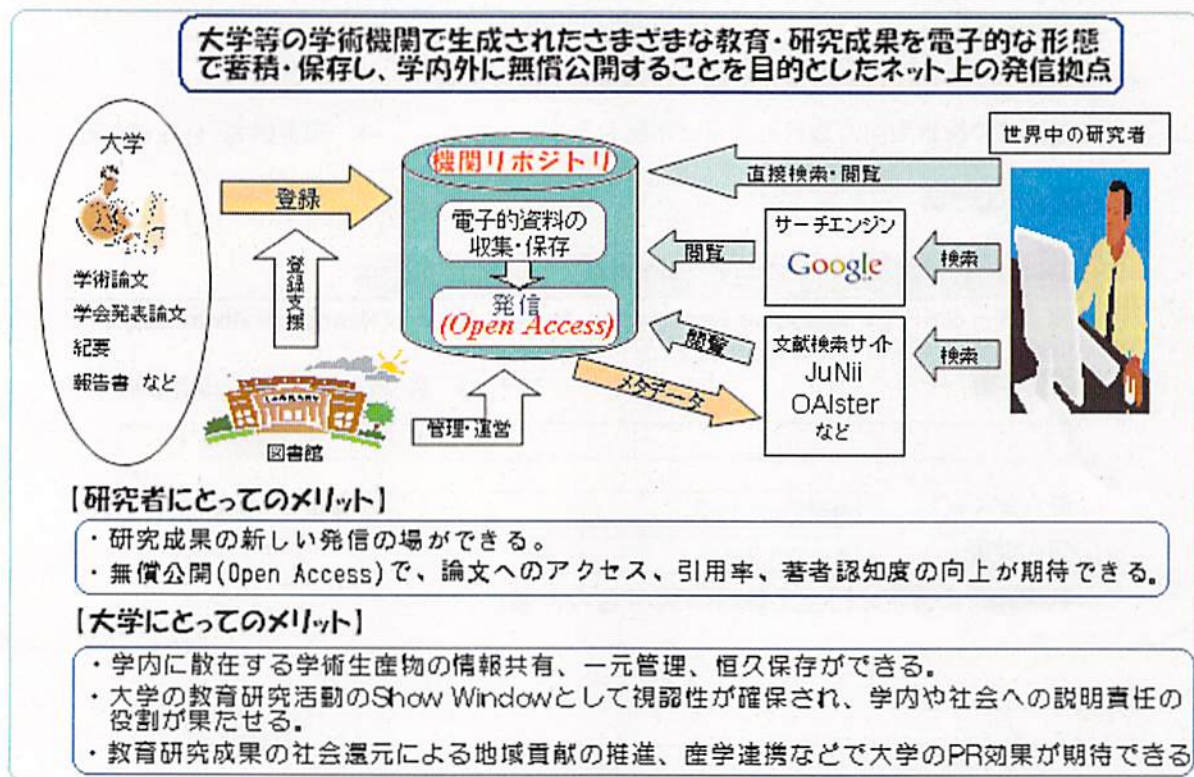 大学等の学術機関で生成されたさまざまな教育・研究成果を電子的な形態
で蓄積・保存し、学内外に無償公開することを目的としたネット上の発信拠点
大学
学術論文
学会発表論文
紀要
報告書 など
登録
登録支援
図書館
機関リポジトリ
電子的資料の
収集・保存
発信
(Open Access)
管理・運営
メタデータ
世界中の研究者
直接検索・閲覧
サーチエンジン
Google
閲覧
検索
文献検索サイト
JuNii
OAIster
など
閲覧
検索
【研究者にとってのメリット】
・研究成果の新しい発信の場ができる。
・無償公開(Open Access)で、論文へのアクセス、引用率、著者認知度の向上が期待できる。
【大学にとってのメリット】
・学内に散在する学術生産物の情報共有、一元管理、恒久保存ができる。
・大学の教育研究活動のShow Windowとして視認性が確保され、学内や社会への説明責任の
役割が果たせる。
・教育研究成果の社会還元による地域貢献の推進、産学連携などで大学のPR効果が期待できる